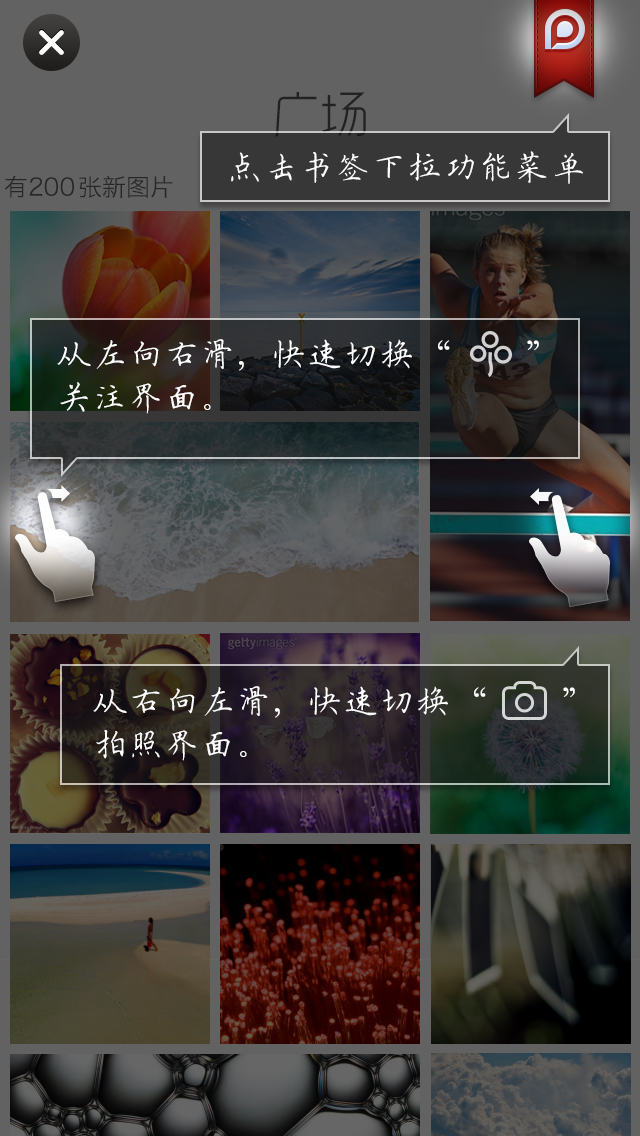 广场
点击书签下拉功能菜单
有200张新图片
images
从左向右滑，快速切换“ ”
关注界面。
gettyimages
从右向左滑，快速切换“ ”
拍照界面。